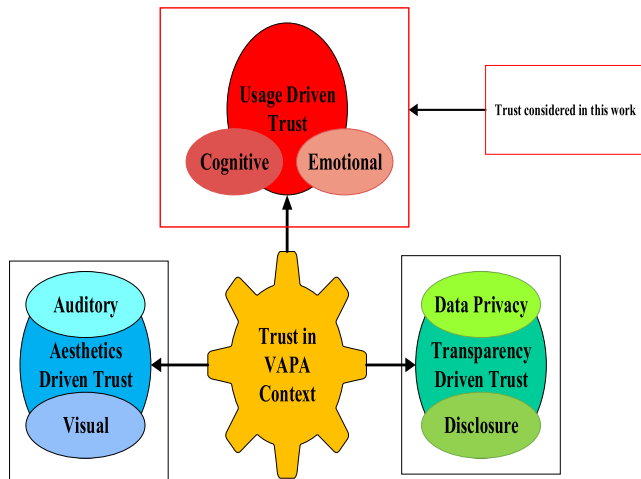 Usage Driven
Trust
Cognitive
Emotional
Trust considered in this work
Auditory
Aesthetics
Driven Trust
Visual
Trust in
VAPA
Context
Data Privacy
Transparency
Driven Trust
Disclosure